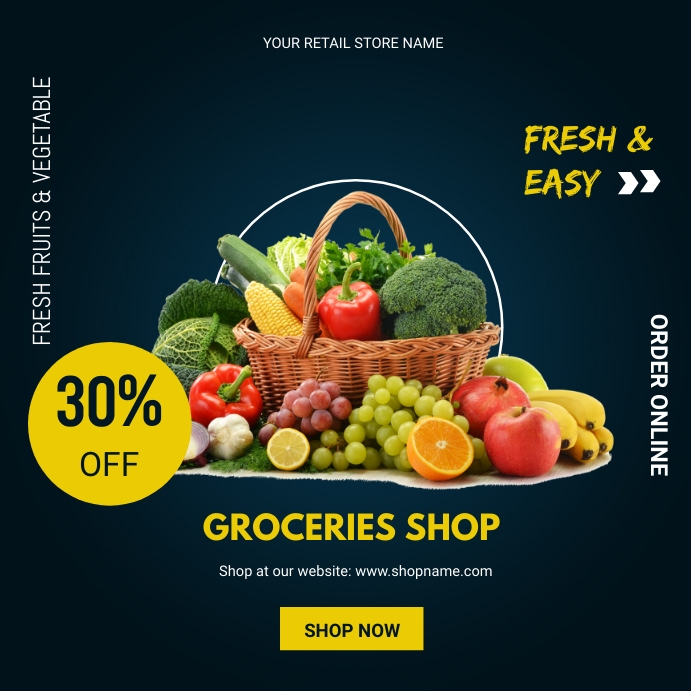 YOUR RETAIL STORE NAME
FRESH FRUITS & VEGETABLE
FRESH &
EASY
ORDER ONLINE
30%
OFF
GROCERIES SHOP
Shop at our website: www.shopname.com
SHOP NOW